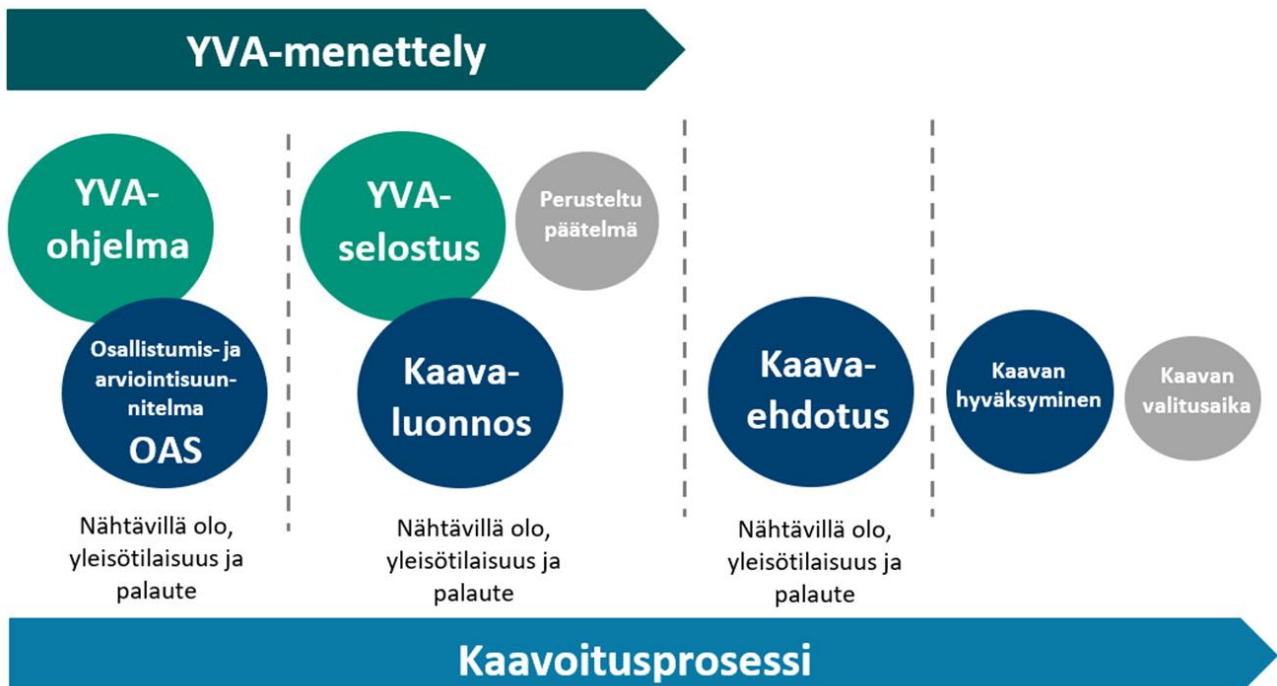 YVA-menettely
YVA-
ohjelma
Osallistumis- ja
arviointisuun-
nitelma
OAS
Nähtävillä olo,
yleisötilaisuus ja
palaute
YVA-
selostus
Perusteltu
päätelmä
Kaava-
luonnos
Nähtävillä olo,
yleisötilaisuus ja
palaute
Kaava-
ehdotus
Nähtävillä olo,
yleisötilaisuus ja
palaute
Kaavan
hyväksyminen
Kaavan
valitusaika
Kaavoitusprosessi